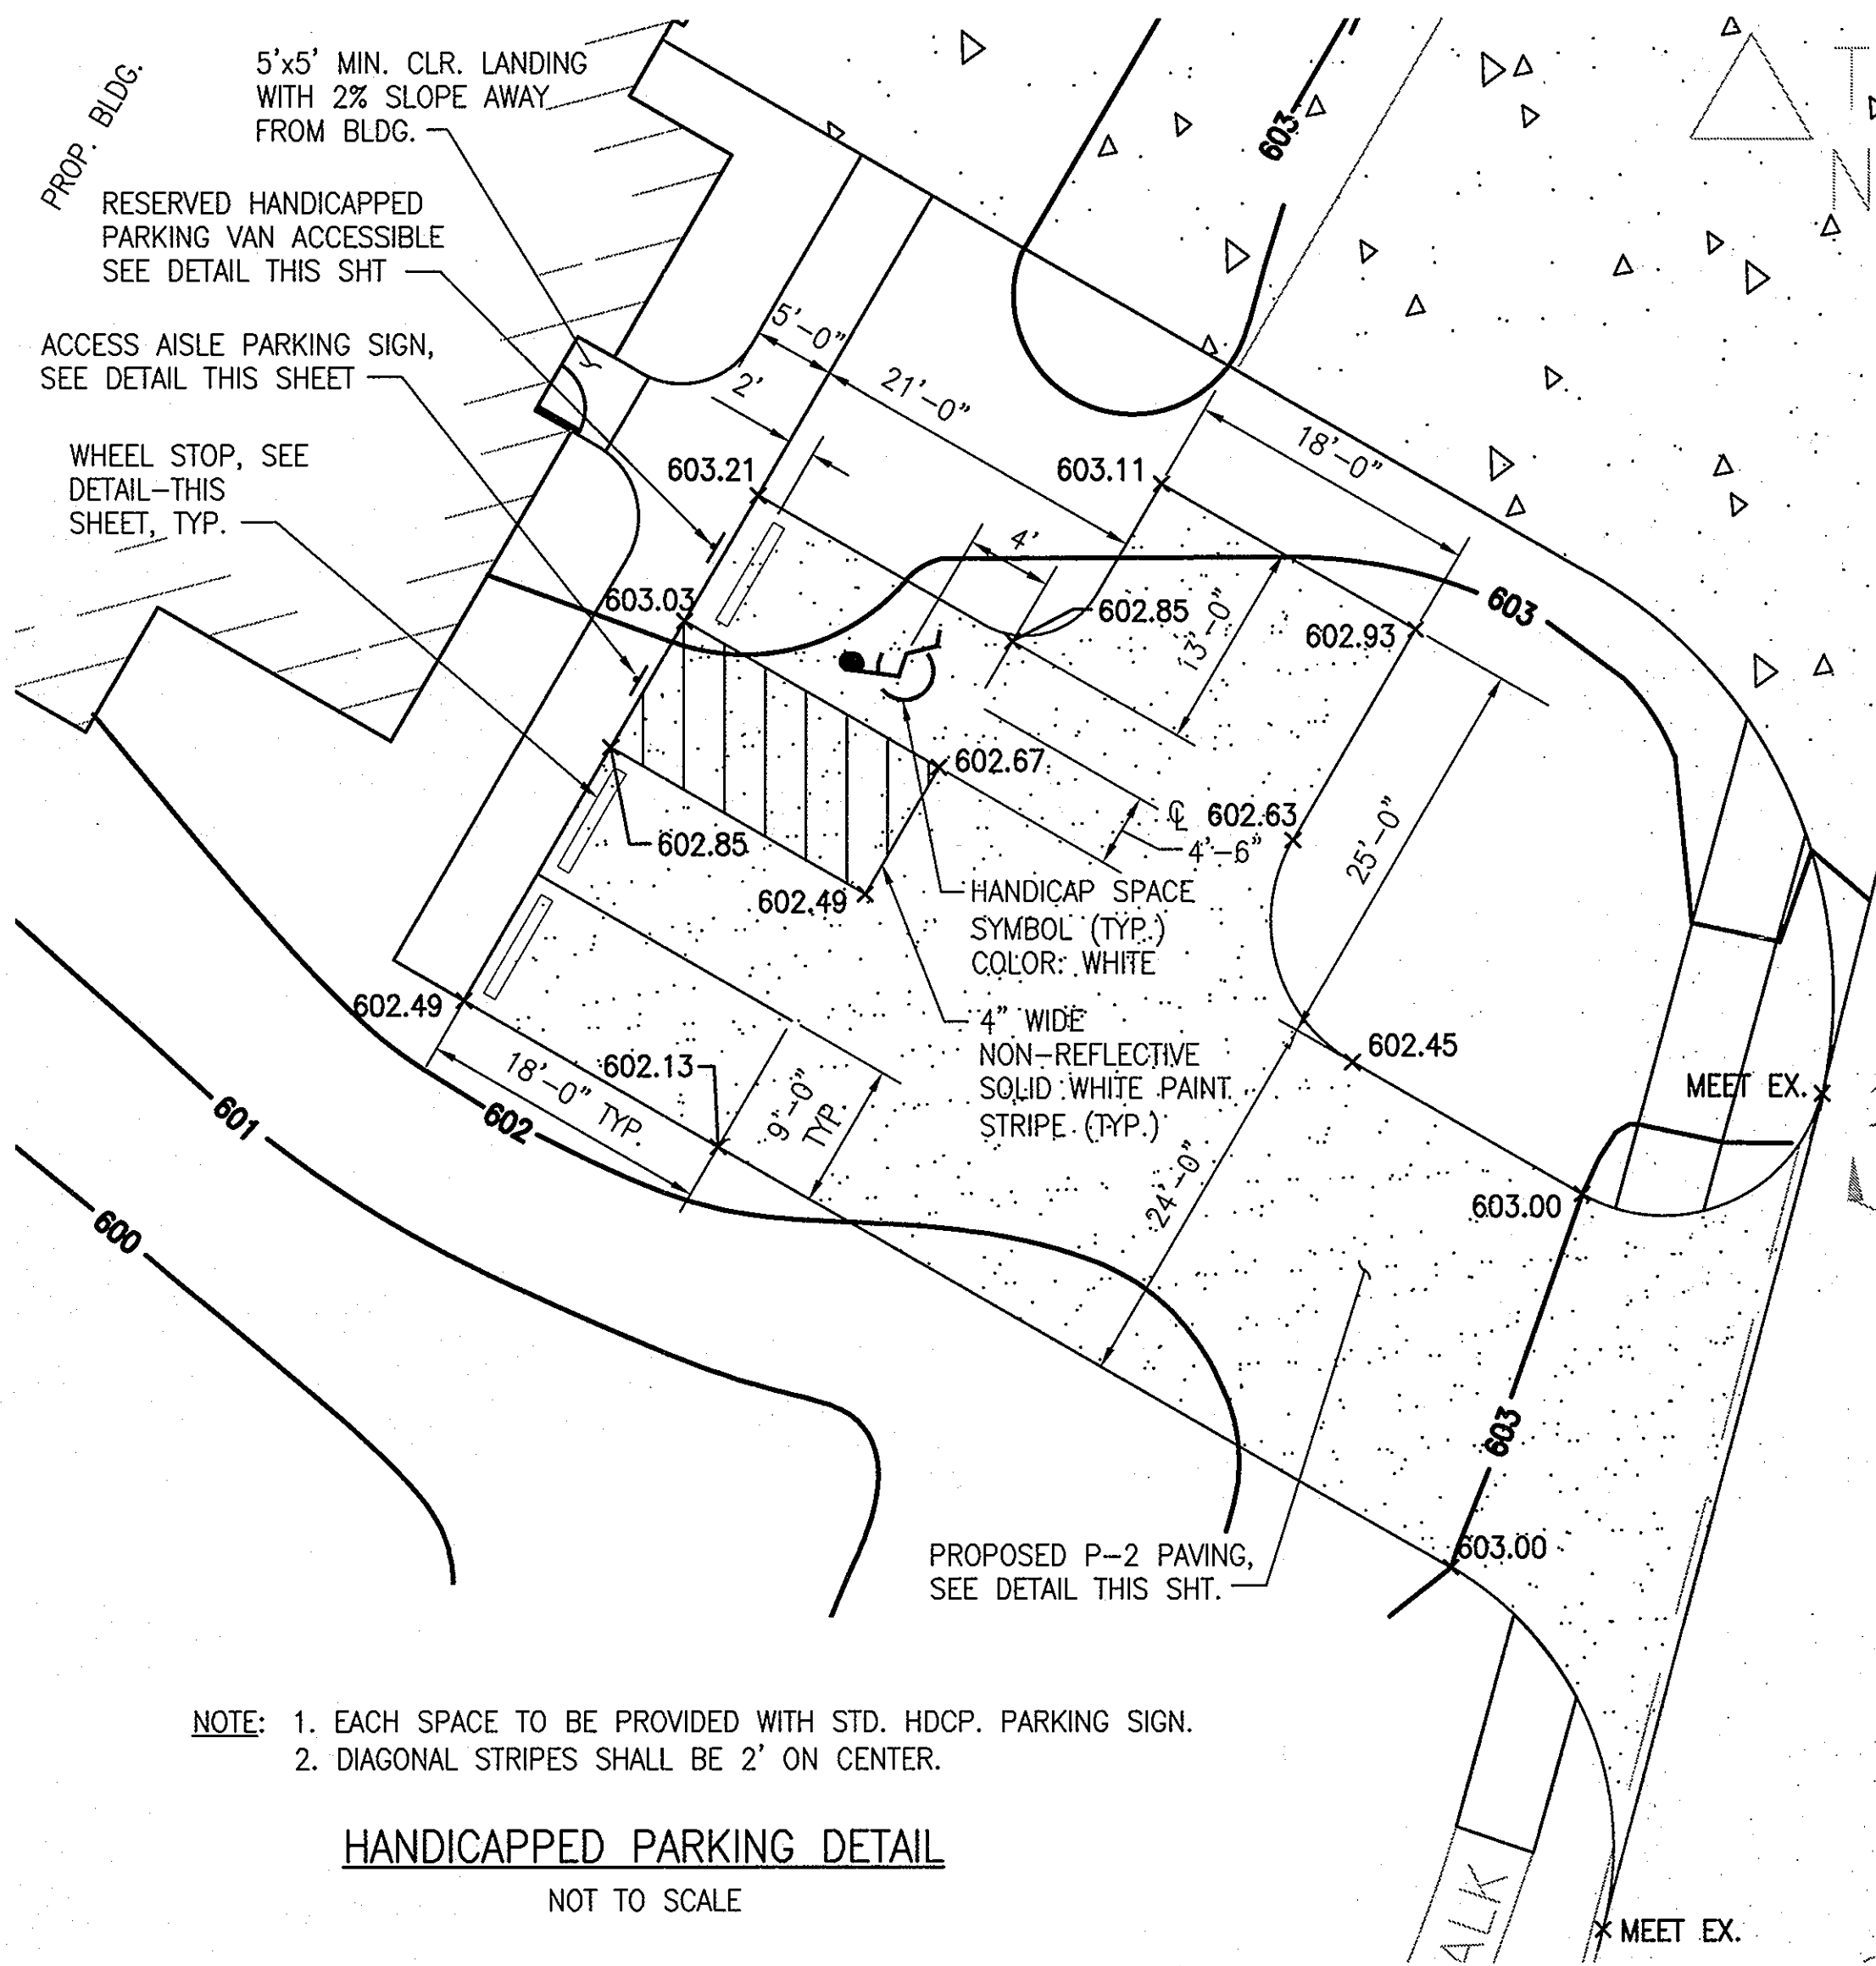 PROP. BLDG.
5'x5' MIN. CLR. LANDING
WITH 2% SLOPE AWAY
FROM BLDG.
RESERVED HANDICAPPED
PARKING VAN ACCESSIBLE
SEE DETAIL THIS SHT
ACCESS AISLE PARKING SIGN,
SEE DETAIL THIS SHEET
WHEEL STOP, SEE
DETAIL-THIS
SHEET, TYP.
603
T
N
5'-0"
2'
21'-0"
18'-0"
603.21
603.11
4'
603.03
602.85
13'-0"
602.93
603
602.67
℄ 602.63
4'-6"
25'-0"
602.85
602.49
HANDICAP SPACE
SYMBOL (TYP.)
COLOR: WHITE
602.49
4" WIDE
NON-REFLECTIVE
SOLID WHITE PAINT
STRIPE (TYP.)
602.45
602.13
18'-0" TYP.
9'-0"
TYP.
MEET EX.
24'-0"
603.00
602
601
600
603
603.00
PROPOSED P-2 PAVING,
SEE DETAIL THIS SHT.
NOTE: 1. EACH SPACE TO BE PROVIDED WITH STD. HDCP. PARKING SIGN.
2. DIAGONAL STRIPES SHALL BE 2' ON CENTER.
HANDICAPPED PARKING DETAIL
NOT TO SCALE
ALK
MEET EX.